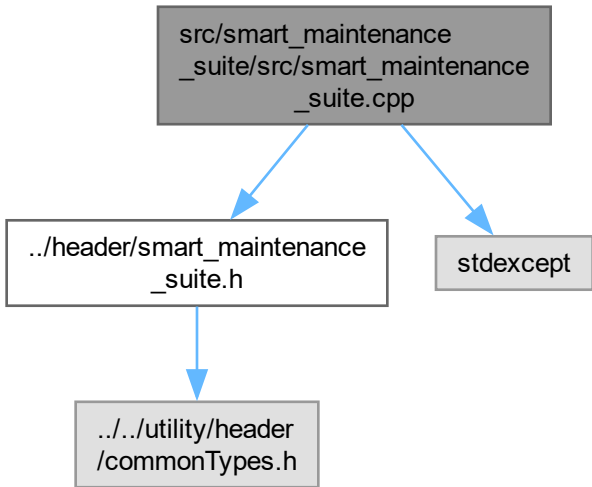 src/smart_maintenance
_suite/src/smart_maintenance
_suite.cpp
../header/smart_maintenance
_suite.h
stdexcept
../../utility/header
/commonTypes.h